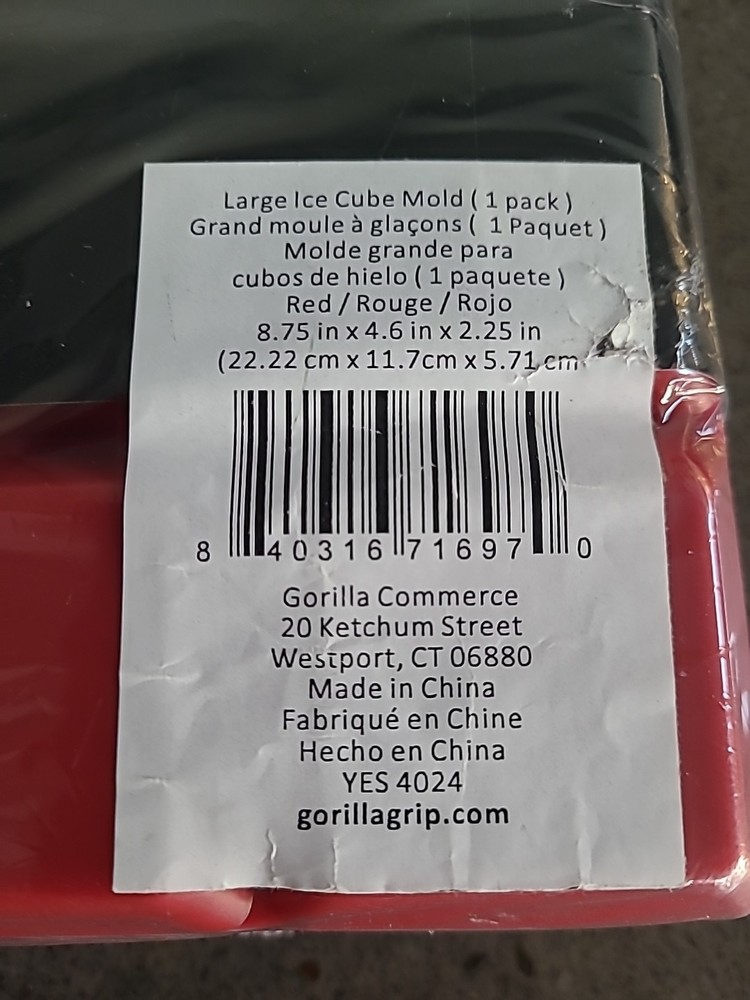 Large Ice Cube Mold ( 1 pack )
Grand moule à glaçons ( 1 Paquet )
Molde grande para
cubos de hielo ( 1 paquete )
Red / Rouge / Rojo
8.75 in x 4.6 in x 2.25 in
(22.22 cm x 11.7cm x 5.71 cm
8 40316 71697 0
Gorilla Commerce
20 Ketchum Street
Westport, CT 06880
Made in China
Fabriqué en Chine
Hecho en China
YES 4024
gorillagrip.com